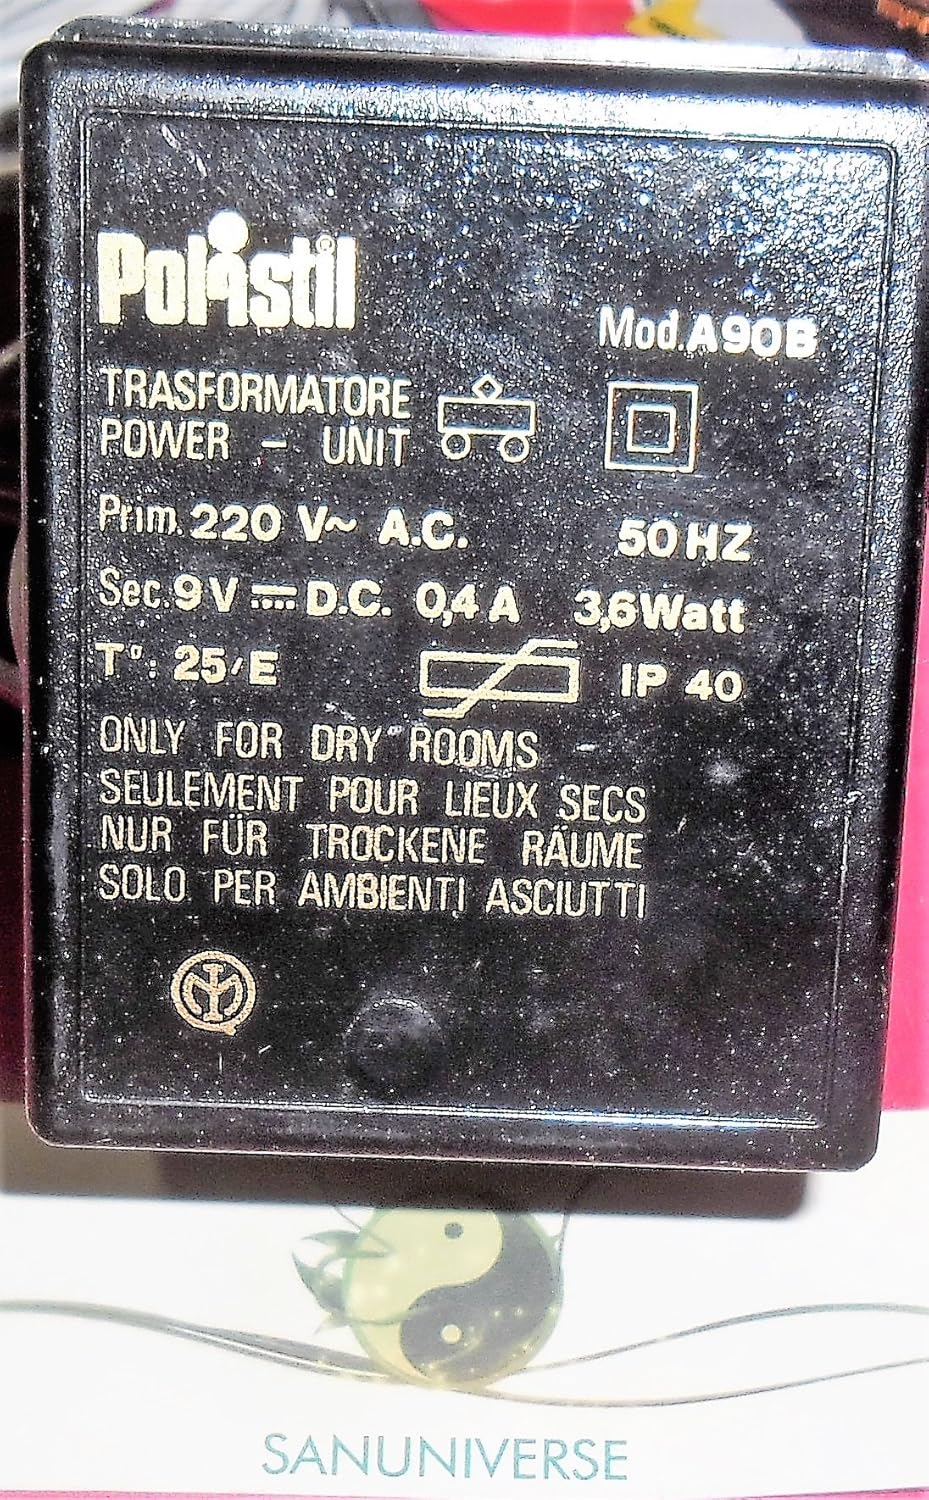 Polistil
Mod. A90B
TRASFORMATORE
POWER - UNIT
Prim. 220 V~ A.C. 50 HZ
Sec. 9V ⎓ D.C. 0,4 A 3,6 Watt
T°: 25/E IP 40
ONLY FOR DRY ROOMS -
SEULEMENT POUR LIEUX SECS
NUR FÜR TROCKENE RÄUME
SOLO PER AMBIENTI ASCIUTTI
SANUNIVERSE